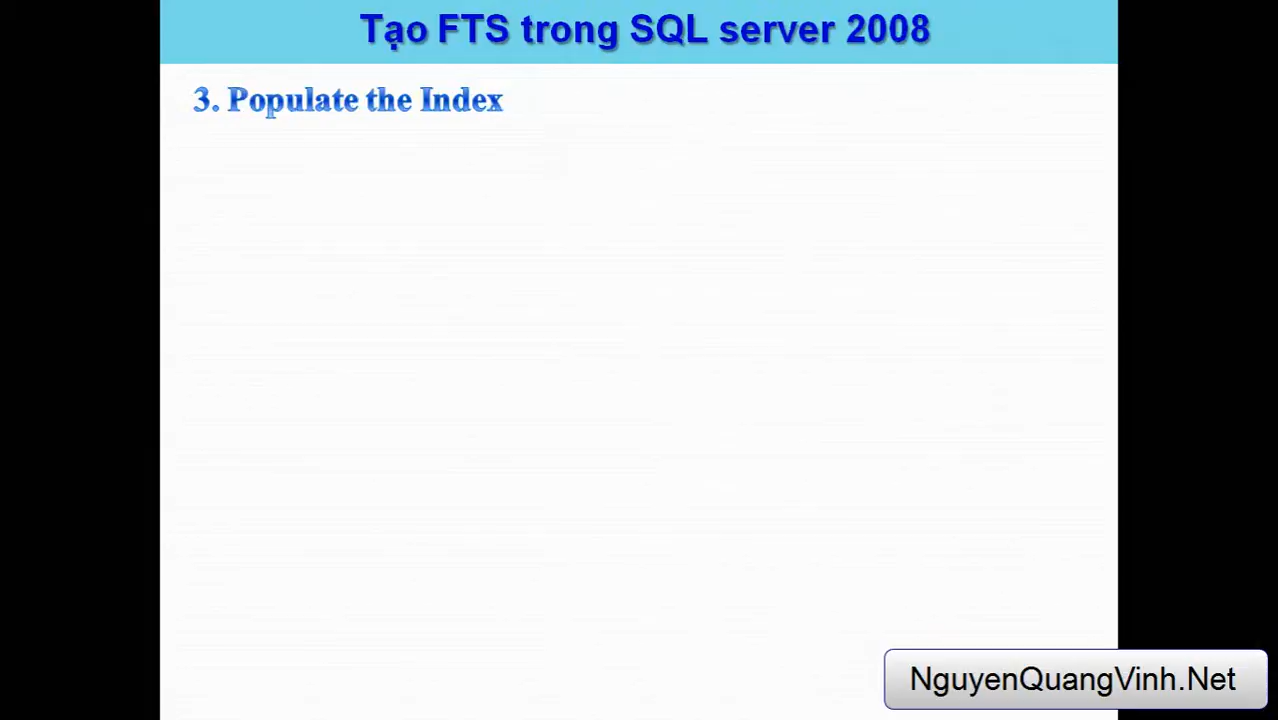 Tạo FTS trong SQL server 2008
3. Populate the Index
NguyenQuangVinh.Net